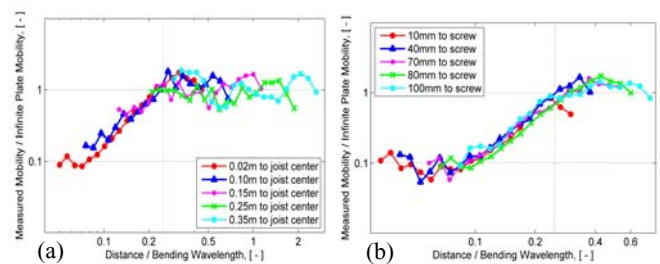 Measured Mobility / Infinite Plate Mobility, [ - ]
1
0.1
0.02m to joist center
0.10m to joist center
0.15m to joist center
0.25m to joist center
0.35m to joist center
0.1 0.2 0.5 1 2
Distance / Bending Wavelength, [ - ]
(a)
Measured Mobility / Infinite Plate Mobility, [ - ]
1
0.1
10mm to screw
40mm to screw
70mm to screw
80mm to screw
100mm to screw
0.1 0.2 0.4 0.6
Distance / Bending Wavelength, [ - ]
(b)